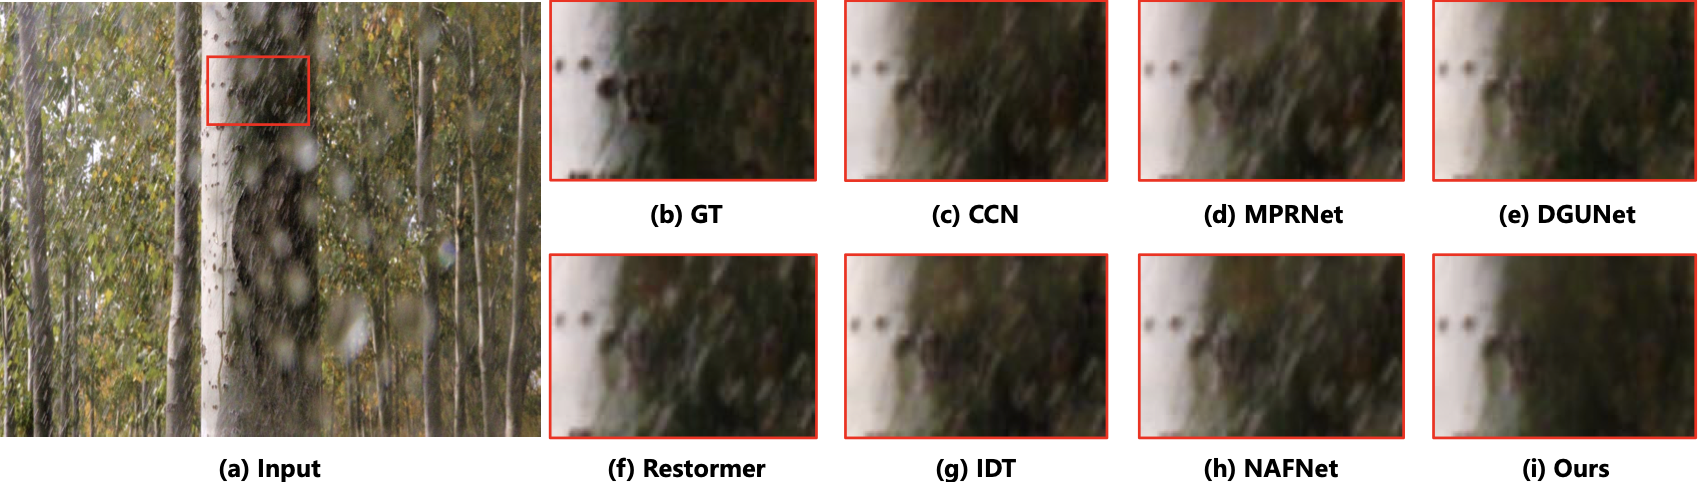 (b) GT
(c) CCN
(d) MPRNet
(e) DGUNet
(a) Input
(f) Restormer
(g) IDT
(h) NAFNet
(i) Ours